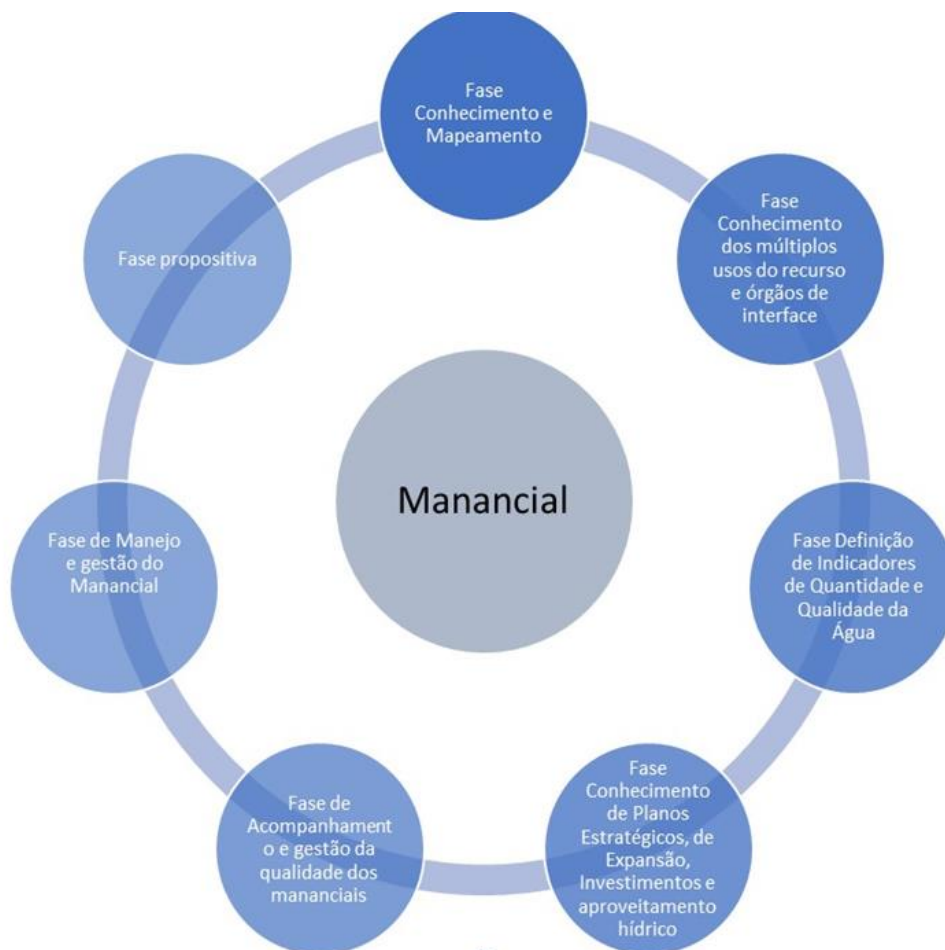 Fase
Conhecimento e
Mapeamento
Fase
Conhecimento
dos múltiplos
usos do recurso
e órgãos de
interface
Fase Definição
de Indicadores
de Quantidade e
Qualidade da
Água
Fase
Conhecimento
de Planos
Estratégicos, de
Expansão,
Investimentos e
aproveitamento
hídrico
Fase de
Acompanhament
o e gestão da
qualidade dos
mananciais
Fase de Manejo
e gestão do
Manancial
Fase propositiva
Manancial